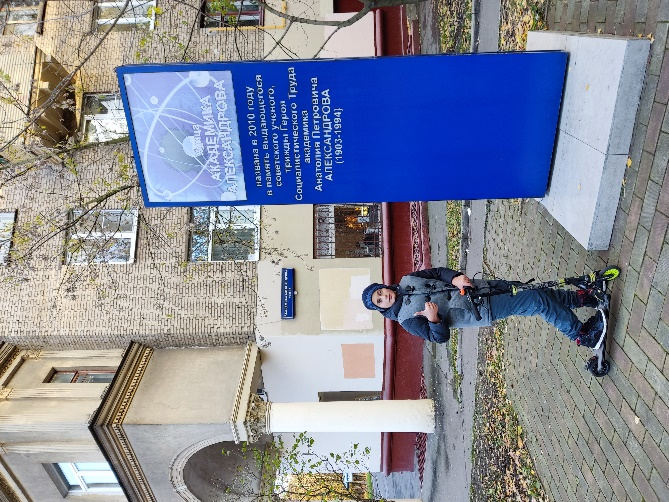 улица
АКАДЕМИКА
АЛЕКСАНДРОВА
названа в 2010 году
в память выдающегося
советского ученого,
трижды Героя
Социалистического Труда
академика
Анатолия Петровича
АЛЕКСАНДРОВА
(1903-1994)